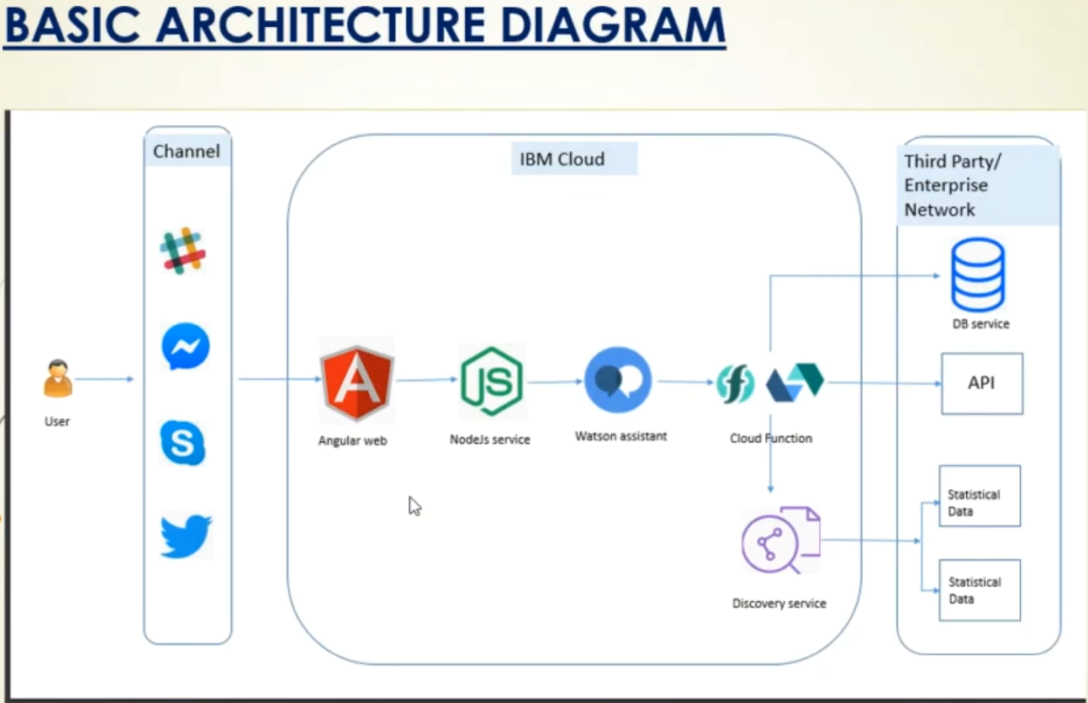 BASIC ARCHITECTURE DIAGRAM
Channel
IBM Cloud
Third Party/
Enterprise
Network
DB service
API
User
Angular web
NodeJs service
Watson assistant
Cloud Function
Statistical
Data
Statistical
Data
Discovery service